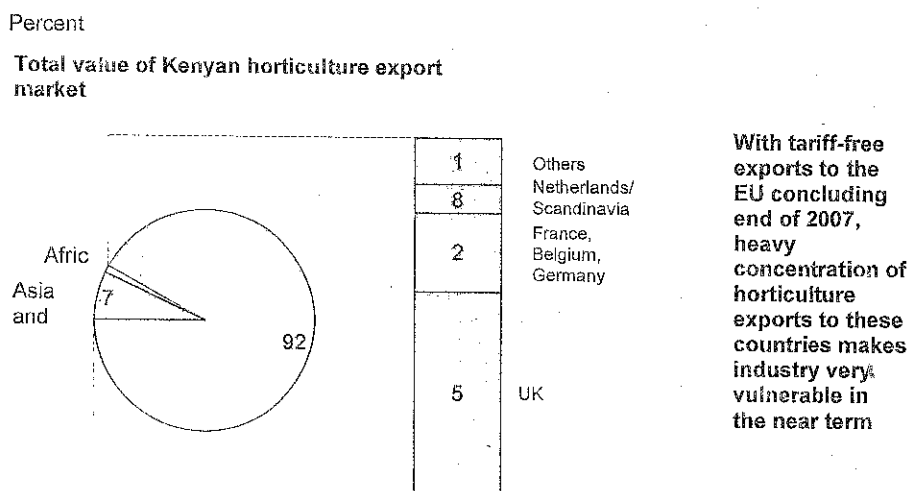 Percent
Total value of Kenyan horticulture export
market
Afric
Asia
and
7
92
1
8
2
5
Others
Netherlands/
Scandinavia
France,
Belgium,
Germany
UK
With tariff-free
exports to the
EU concluding
end of 2007,
heavy
concentration of
horticulture
exports to these
countries makes
industry very
vulnerable in
the near term